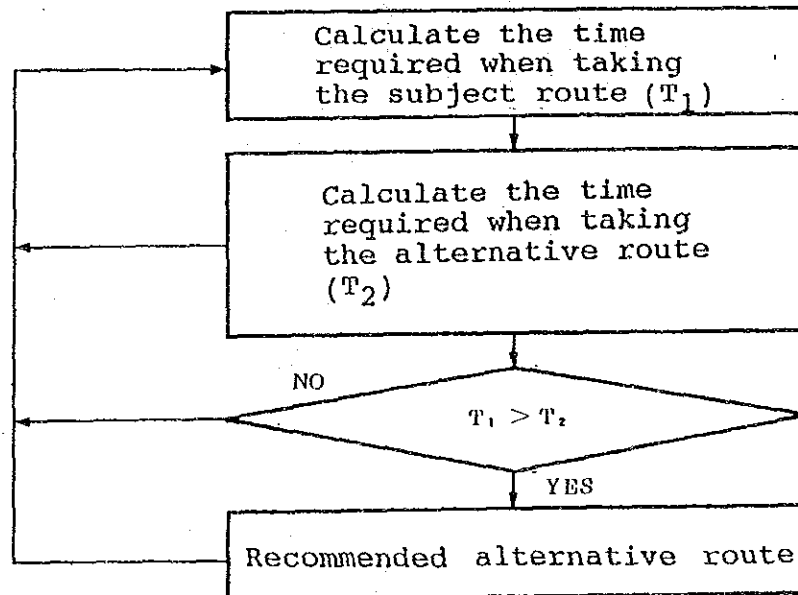 Calculate the time
required when taking
the subject route (T₁)
Calculate the time
required when taking
the alternative route
(T₂)
NO
T₁ > T₂
YES
Recommended alternative route